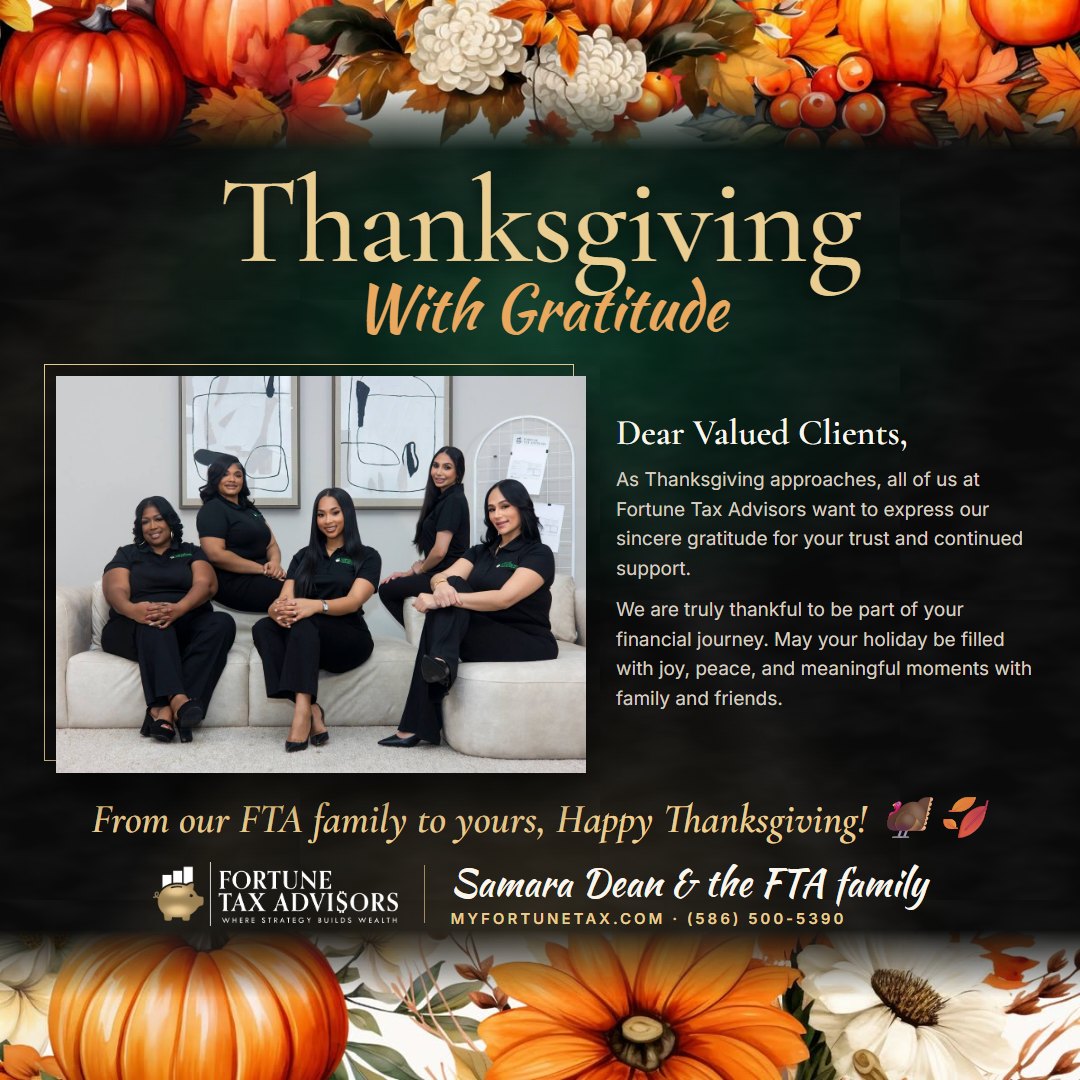 Thanksgiving
With Gratitude
Dear Valued Clients,
As Thanksgiving approaches, all of us at
Fortune Tax Advisors want to express our
sincere gratitude for your trust and continued
support.
We are truly thankful to be part of your
financial journey. May your holiday be filled
with joy, peace, and meaningful moments with
family and friends.
From our FTA family to yours, Happy Thanksgiving! 🦃 🍂
FORTUNE
TAX ADVI$ORS
WHERE STRATEGY BUILDS WEALTH
Samara Dean & the FTA family
MYFORTUNETAX.COM · (586) 500-5390